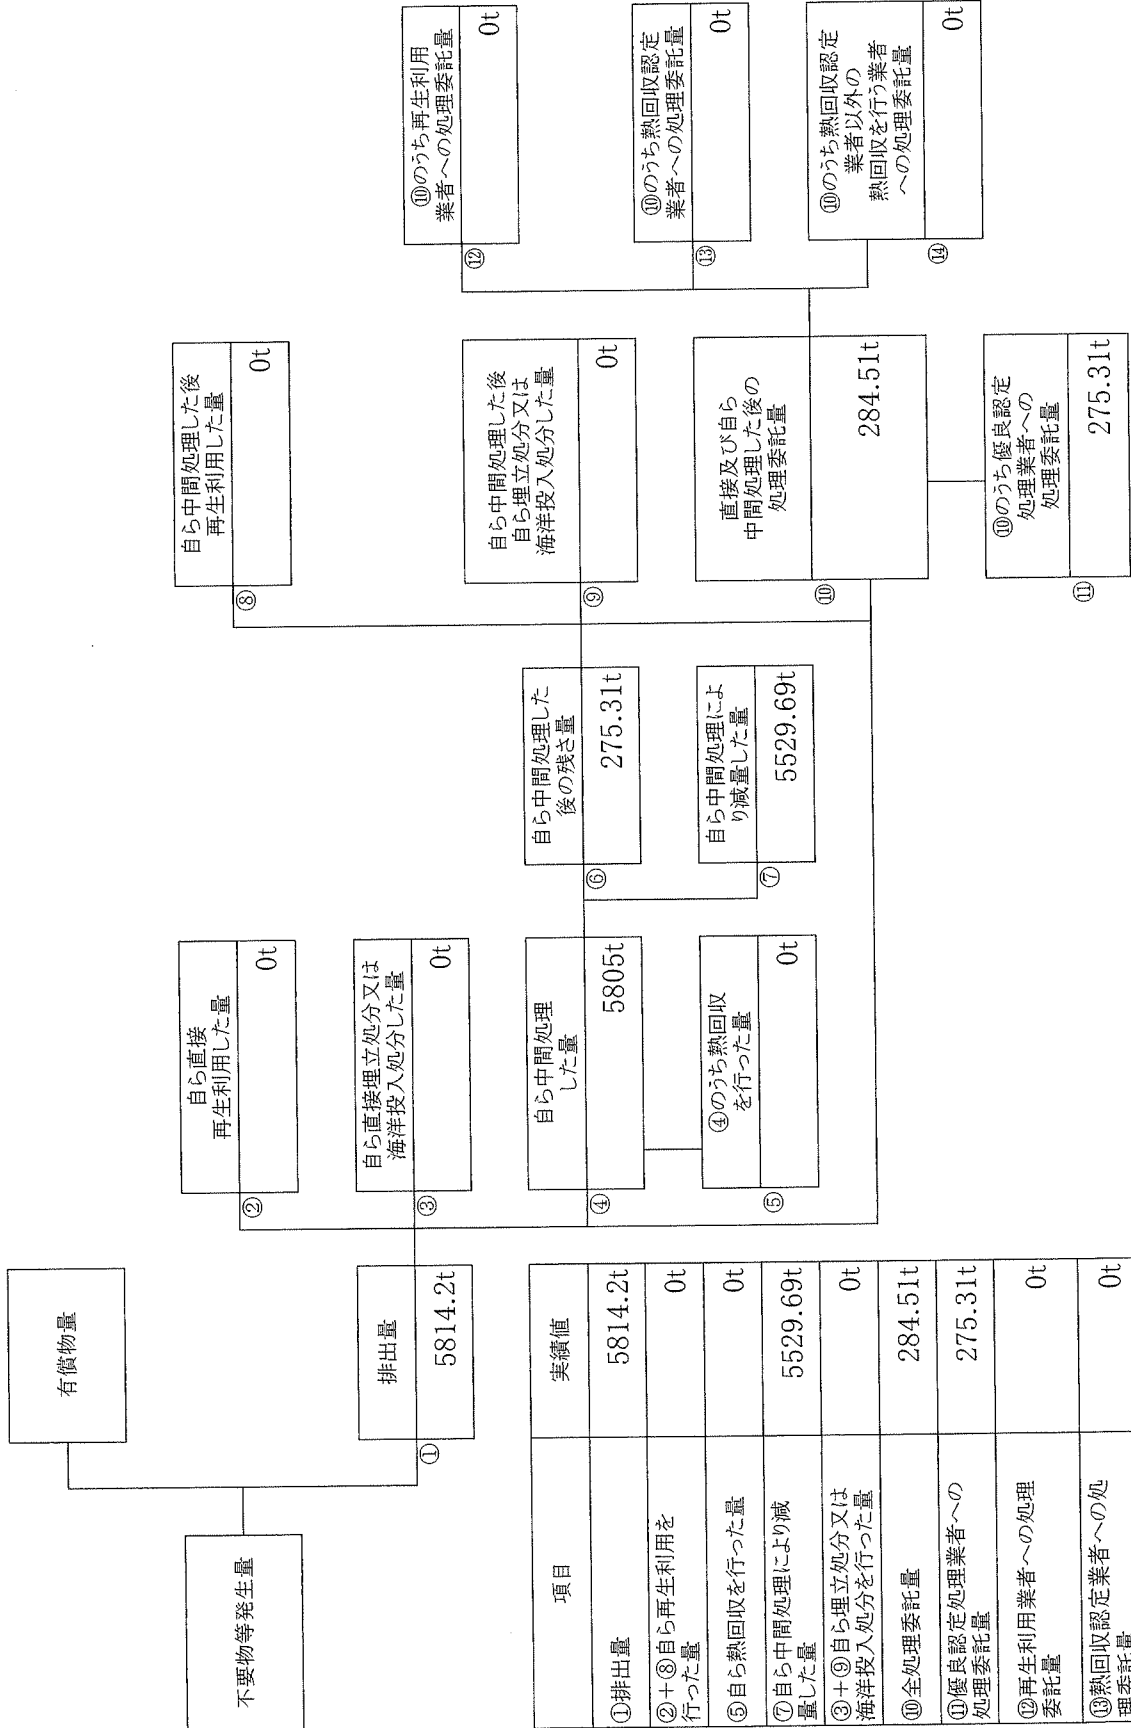 不要物等発生量
有償物量
排出量
①
5814.2t
自ら直接
再生利用した量
②
0t
自ら直接埋立処分又は
海洋投入処分した量
③
0t
自ら中間処理
した量
④
5805t
④のうち熱回収
を行った量
⑤
0t
自ら中間処理した
後の残さ量
⑥
275.31t
自ら中間処理によ
り減量した量
⑦
5529.69t
自ら中間処理した後
再生利用した量
⑧
0t
自ら中間処理した後
自ら埋立処分又は
海洋投入処分した量
⑨
0t
直接及び自ら
中間処理した後の
処理委託量
⑩
284.51t
⑩のうち優良認定
処理業者への
処理委託量
⑪
275.31t
⑩のうち再生利用
業者への処理委託量
⑫
0t
⑩のうち熱回収認定
業者への処理委託量
⑬
0t
⑩のうち熱回収認定
業者以外の
熱回収を行う業者
への処理委託量
⑭
0t
項目 実績値
①排出量 5814.2t
②+⑧自ら再生利用を
行った量 0t
⑤自ら熱回収を行った量 0t
⑦自ら中間処理により減
量した量 5529.69t
③+⑨自ら埋立処分又は
海洋投入処分を行った量 0t
⑩全処理委託量 284.51t
⑪優良認定処理業者への
処理委託量 275.31t
⑫再生利用業者への処理
委託量 0t
⑬熱回収認定業者への処
理委託量 0t